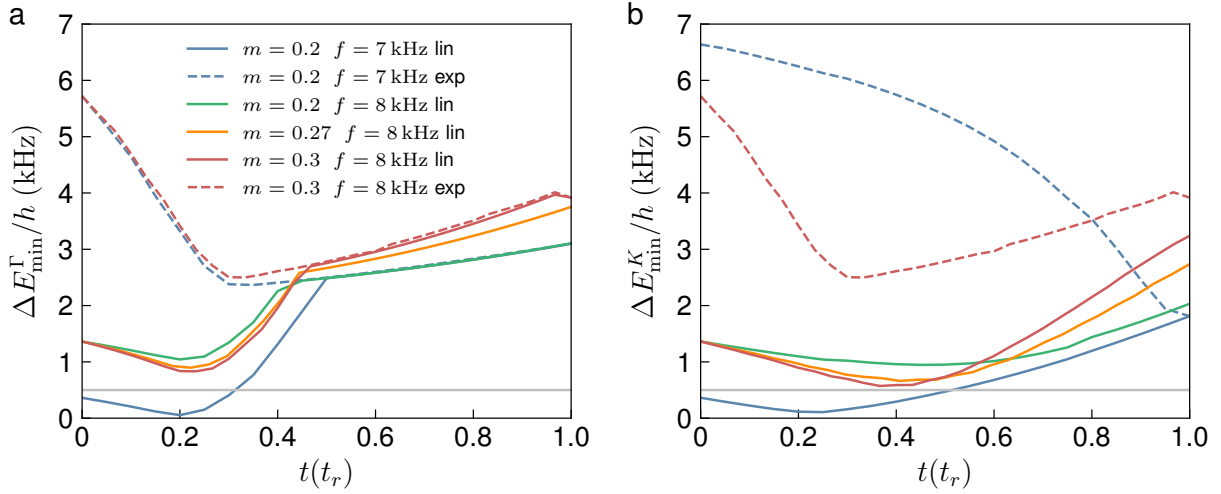 a
7
6
5
4
3
2
1
0
ΔE^Γ_min/h (kHz)
m = 0.2 f = 7 kHz lin
m = 0.2 f = 7 kHz exp
m = 0.2 f = 8 kHz lin
m = 0.27 f = 8 kHz lin
m = 0.3 f = 8 kHz lin
m = 0.3 f = 8 kHz exp
0 0.2 0.4 0.6 0.8 1.0
t(t_r)
b
7
6
5
4
3
2
1
0
ΔE^K_min/h (kHz)
0 0.2 0.4 0.6 0.8 1.0
t(t_r)